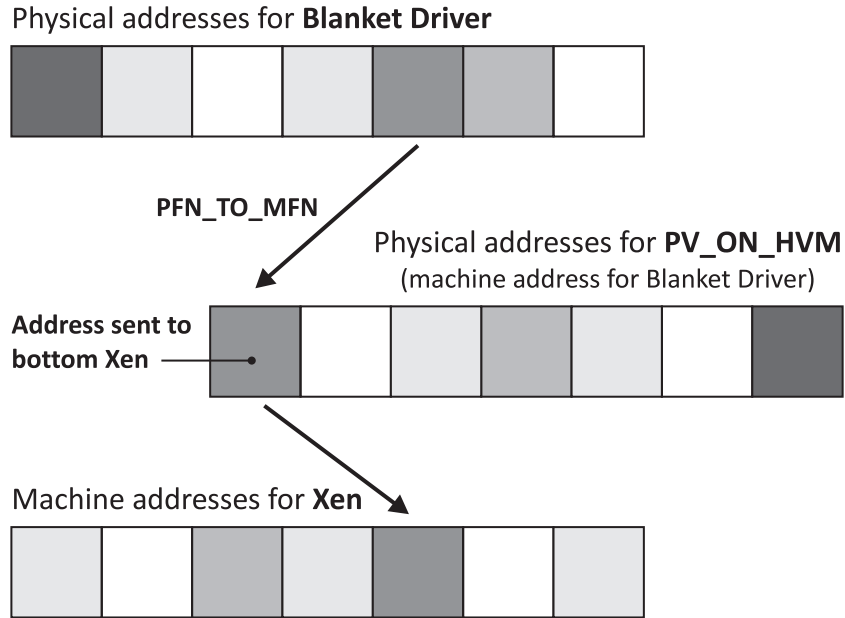 Physical addresses for Blanket Driver
PFN_TO_MFN
Physical addresses for PV_ON_HVM
(machine address for Blanket Driver)
Address sent to
bottom Xen
Machine addresses for Xen